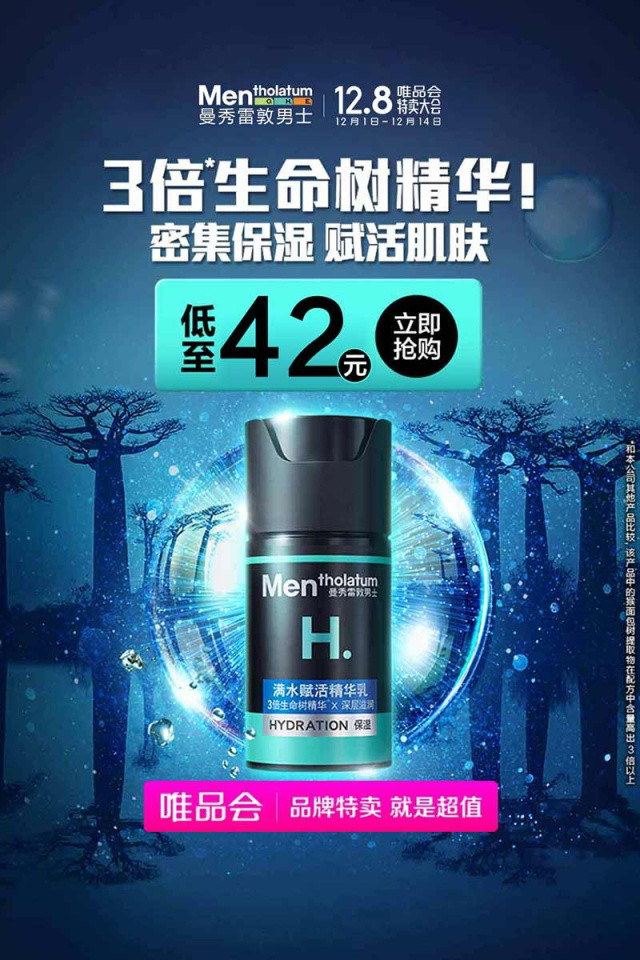 Mentholatum
曼秀雷敦男士
12.8 唯品会
特卖大会
12月1日-12月14日
3倍*生命树精华!
密集保湿 赋活肌肤
低至42元
立即
抢购
Mentholatum
曼秀雷敦男士
H.
满水赋活精华乳
3倍生命树精华*×深层滋润
HYDRATION 保湿
唯品会 | 品牌特卖 就是超值
和本公司其他产品比较,该产品中的猴面包树提取物在配方中含量高出3倍以上